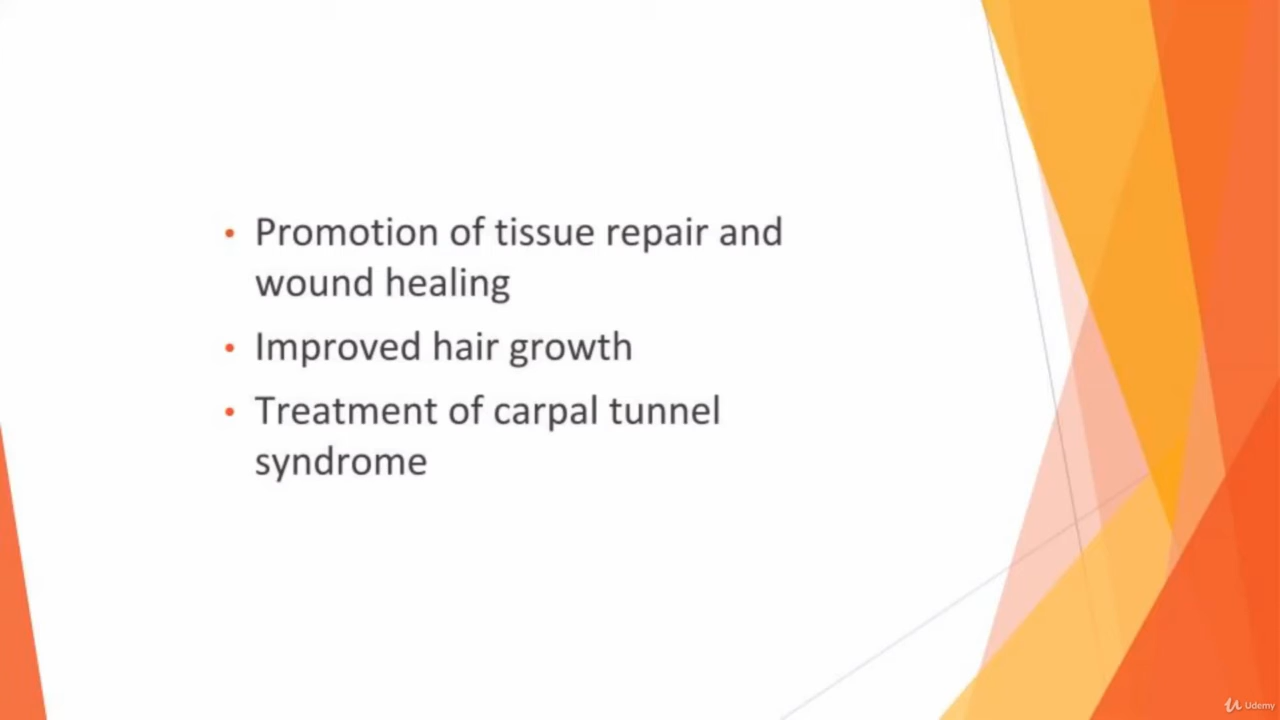 • Promotion of tissue repair and
wound healing
• Improved hair growth
• Treatment of carpal tunnel
syndrome
Udemy